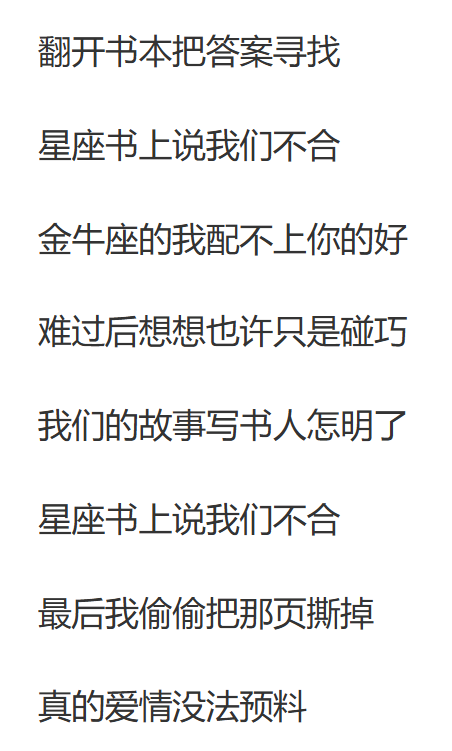 翻开书本把答案寻找
星座书上说我们不合
金牛座的我配不上你的好
难过后想想也许只是碰巧
我们的故事写书人怎明了
星座书上说我们不合
最后我偷偷把那页撕掉
真的爱情没法预料